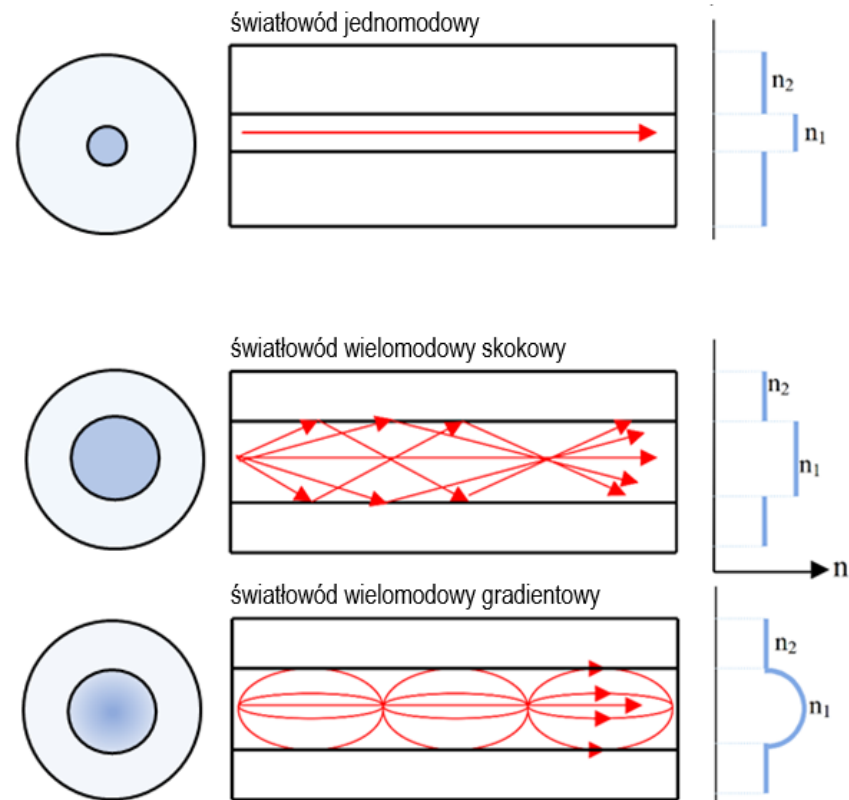 światłowód jednomodowy
n₂
n₁
światłowód wielomodowy skokowy
n₂
n₁
n
światłowód wielomodowy gradientowy
n₂
n₁